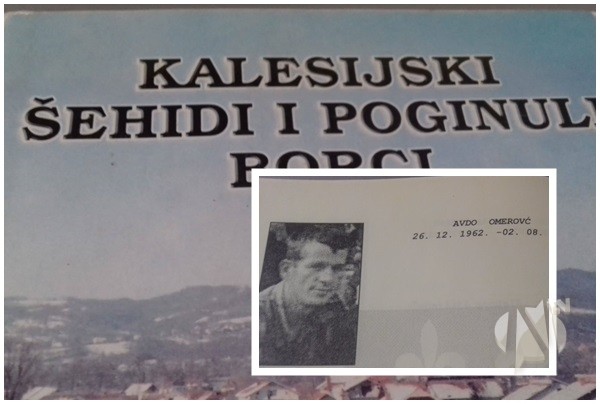 KALESIJSKI
ŠEHIDI I POGINULI
BORCI
AVDO OMEROVĆ
26. 12. 1962. -02. 08.
N